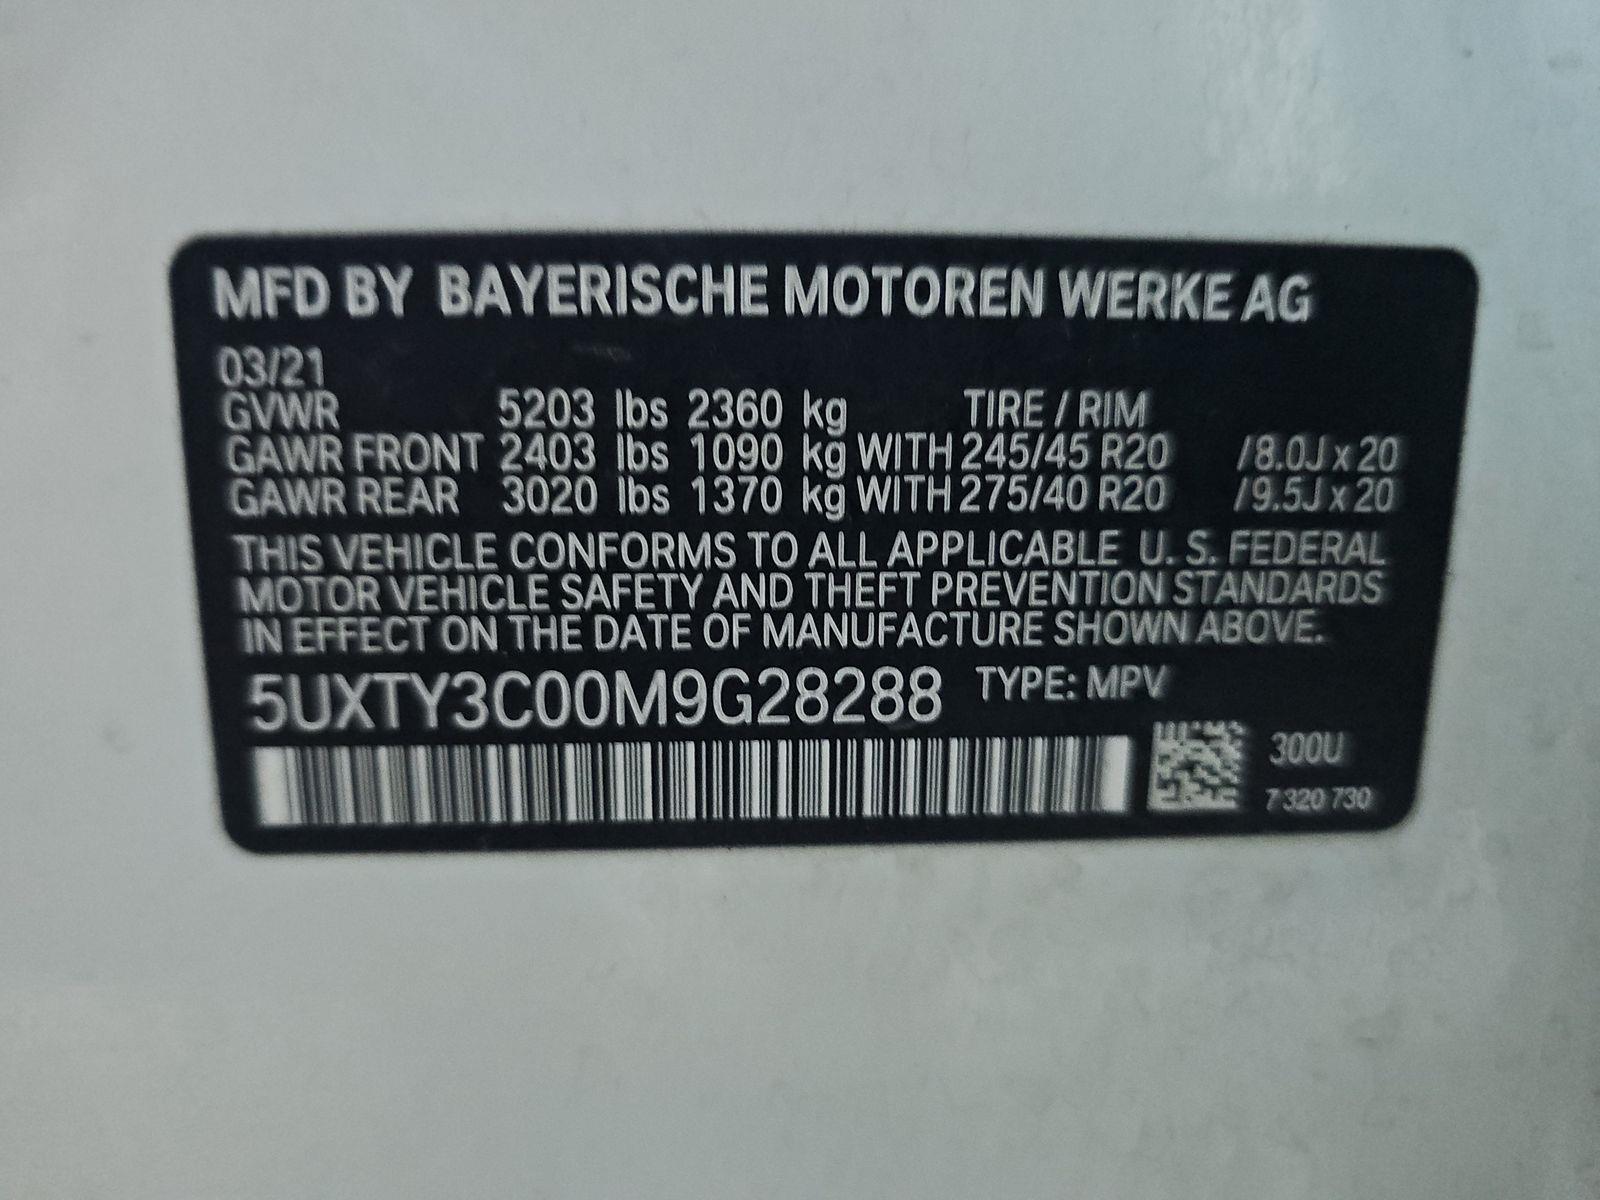 MFD BY BAYERISCHE MOTOREN WERKE AG
03/21
GVWR 5203 lbs 2360 kg TIRE / RIM
GAWR FRONT 2403 lbs 1090 kg WITH 245/45 R20 /8.0J x 20
GAWR REAR 3020 lbs 1370 kg WITH 275/40 R20 /9.5J x 20
THIS VEHICLE CONFORMS TO ALL APPLICABLE U. S. FEDERAL
MOTOR VEHICLE SAFETY AND THEFT PREVENTION STANDARDS
IN EFFECT ON THE DATE OF MANUFACTURE SHOWN ABOVE.
5UXTY3C00M9G28288 TYPE: MPV
300U
7 320 730